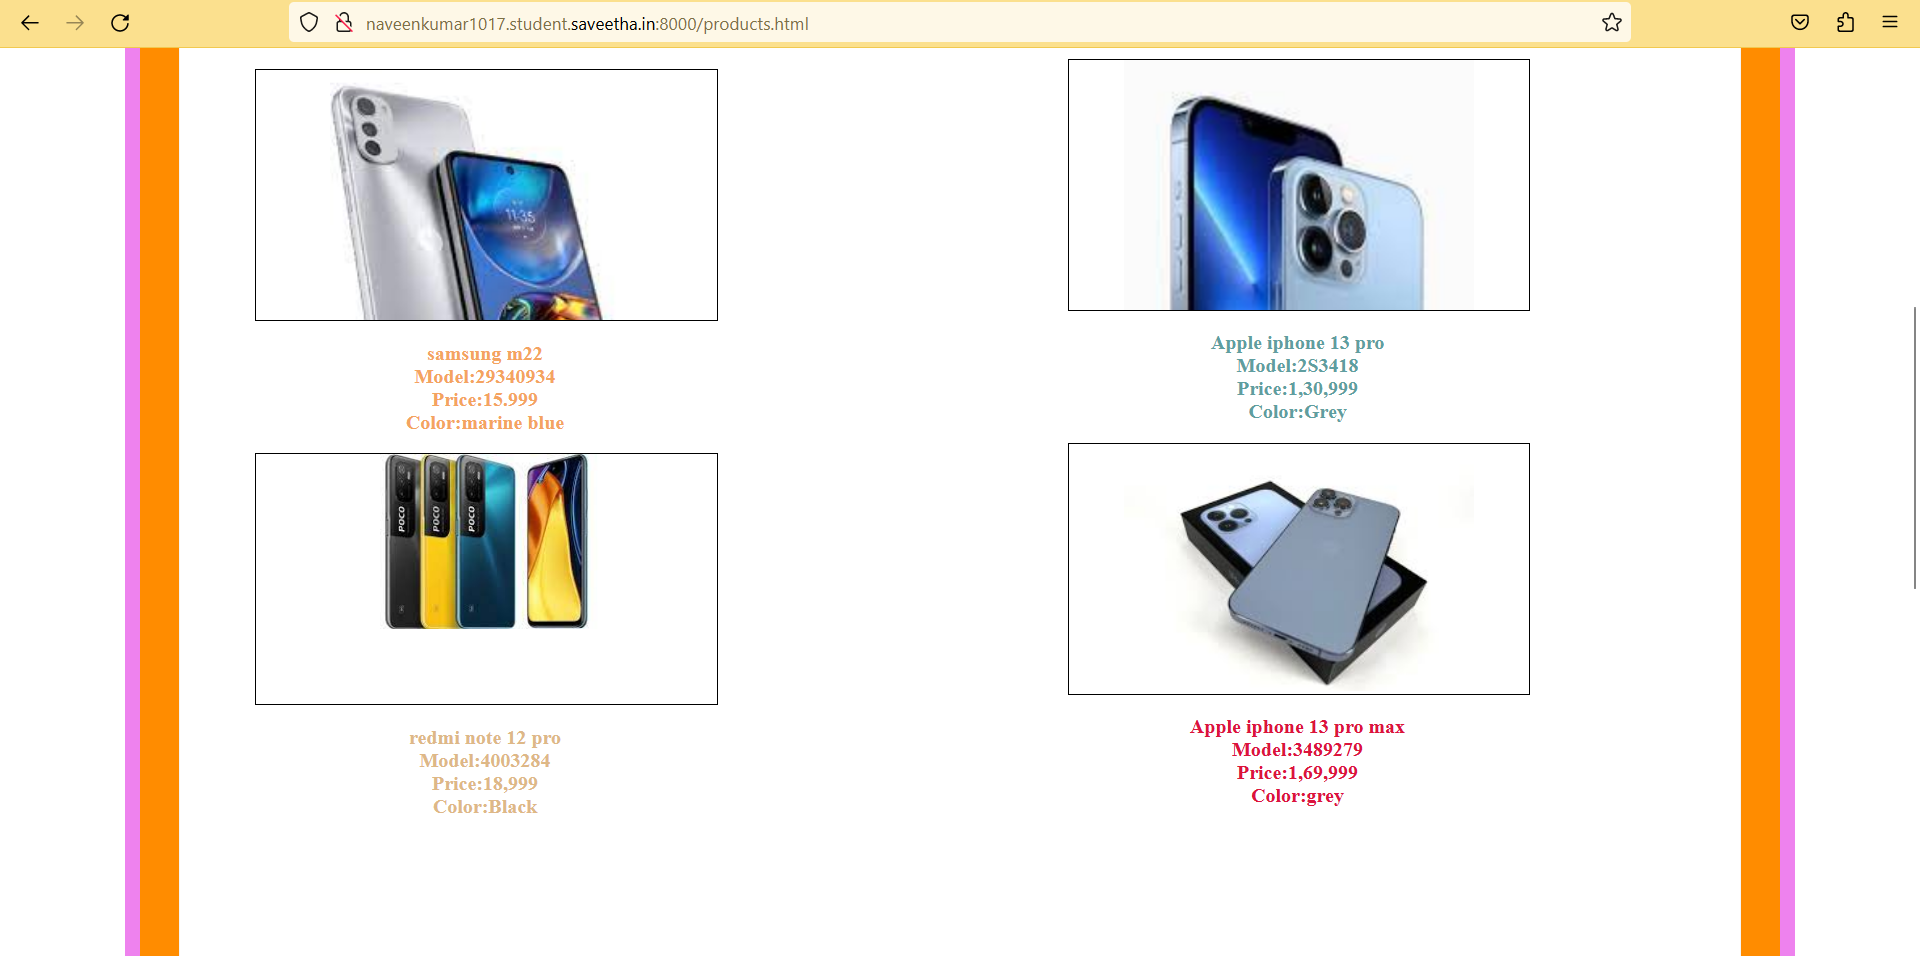 naveenkumar1017.student.saveetha.in:8000/products.html
11:35
samsung m22
Model:29340934
Price:15.999
Color:marine blue
Apple iphone 13 pro
Model:2S3418
Price:1,30,999
Color:Grey
POCO
POCO
POCO
redmi note 12 pro
Model:4003284
Price:18,999
Color:Black
Apple iphone 13 pro max
Model:3489279
Price:1,69,999
Color:grey